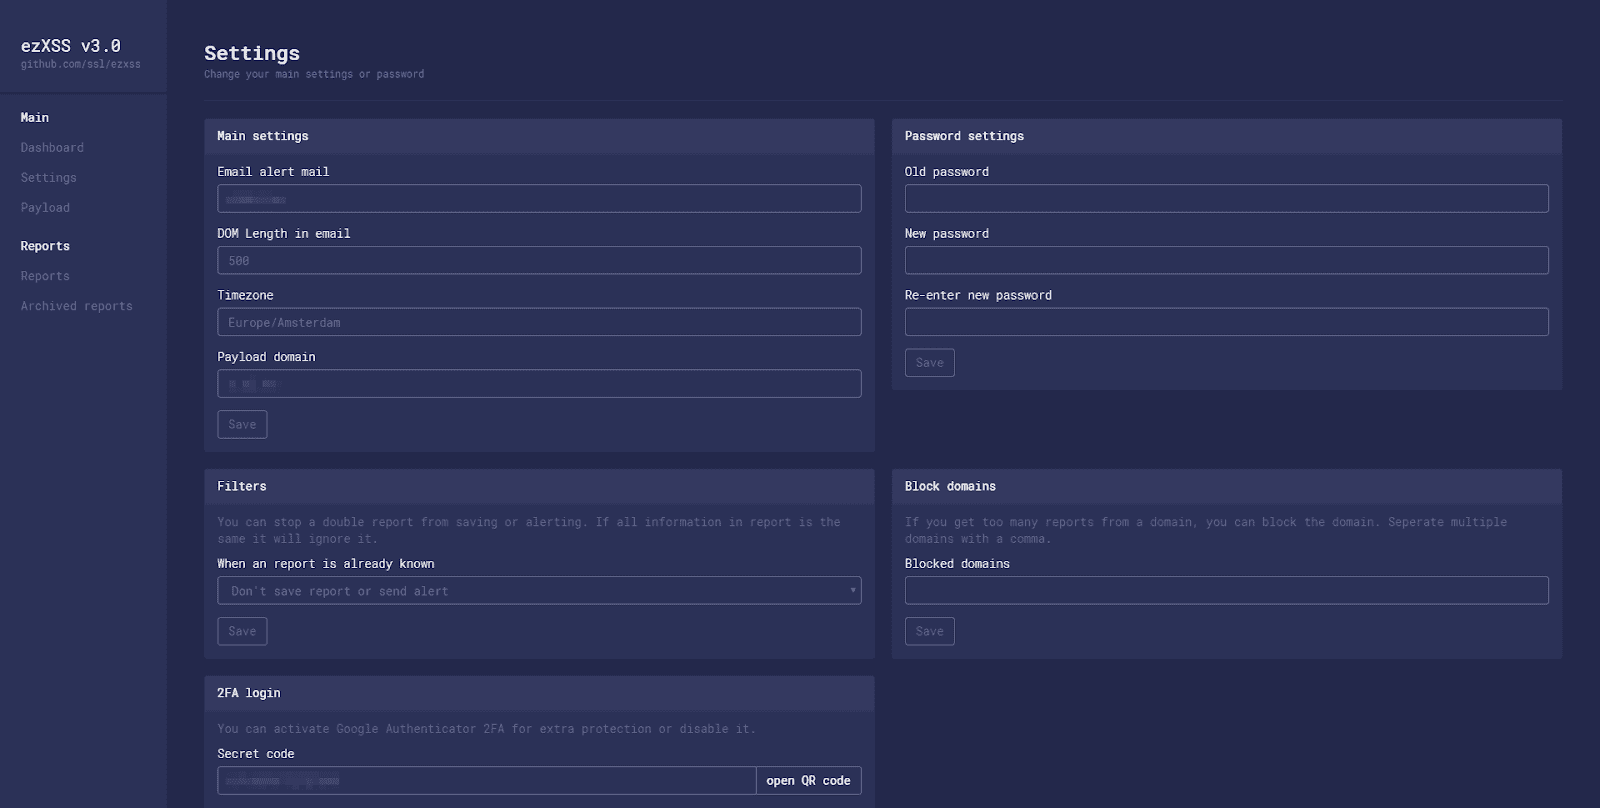 ezXSS v3.0
github.com/ssl/ezxss
Main
Dashboard
Settings
Payload
Reports
Reports
Archived reports
Settings
Change your main settings or password
Main settings
Email alert mail
DOM Length in email
500
Timezone
Europe/Amsterdam
Payload domain
Save
Password settings
Old password
New password
Re-enter new password
Save
Filters
You can stop a double report from saving or alerting. If all information in report is the
same it will ignore it.
When an report is already known
Don't save report or send alert
Save
Block domains
If you get too many reports from a domain, you can block the domain. Seperate multiple
domains with a comma.
Blocked domains
Save
2FA login
You can activate Google Authenticator 2FA for extra protection or disable it.
Secret code
open QR code